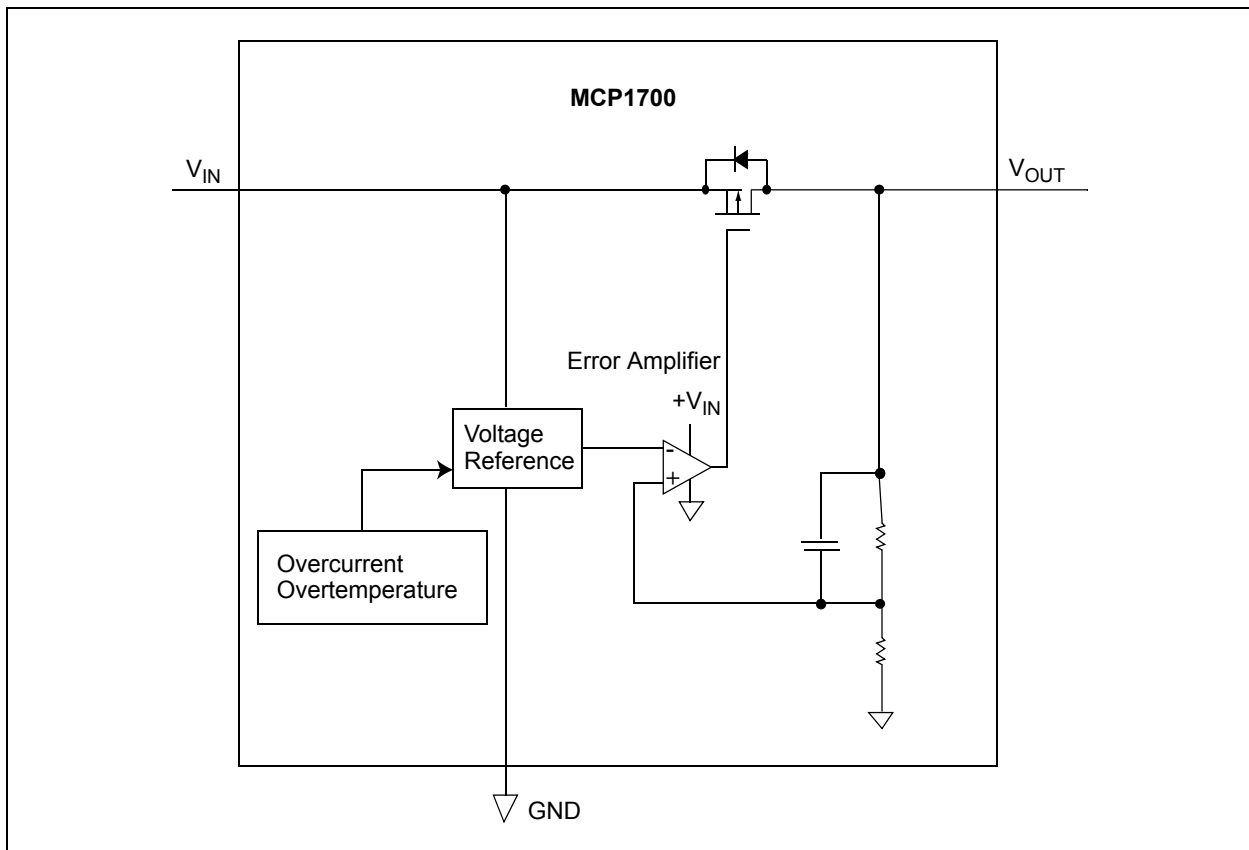 MCP1700
V_IN
V_OUT
Error Amplifier
+V_IN
Voltage
Reference
-
+
Overcurrent
Overtemperature
GND